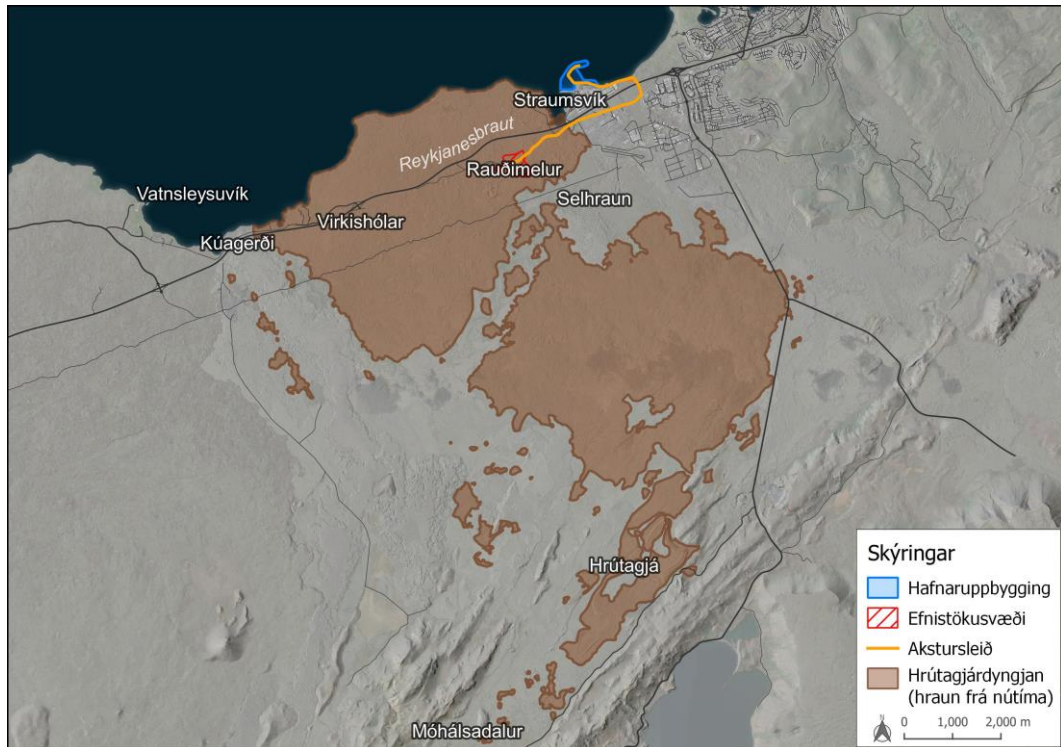 Straumsvík
Reykjanesbraut
Rauðimelur
Vatnsleysuvík
Selhraun
Virkishólar
Kúagerði
Hrútagjá
Móhálsadalur
Skýringar
Hafnaruppbygging
Efnistökusvæði
Akstursleið
Hrútagjárdyngjan
(hraun frá nútíma)
N
0 1,000 2,000 m